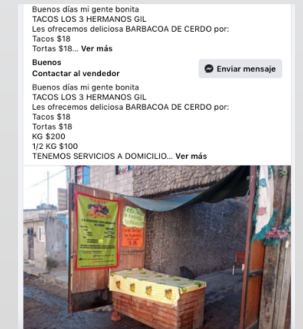 Buenos días mi gente bonita
TACOS LOS 3 HERMANOS GIL
Les ofrecemos deliciosa BARBACOA DE CERDO por:
Tacos $18
Tortas $18... Ver más
Buenos
Contactar al vendedor
Enviar mensaje
Buenos días mi gente bonita
TACOS LOS 3 HERMANOS GIL
Les ofrecemos deliciosa BARBACOA DE CERDO por:
Tacos $18
Tortas $18
KG $200
1/2 KG $100
TENEMOS SERVICIOS A DOMICILIO... Ver más